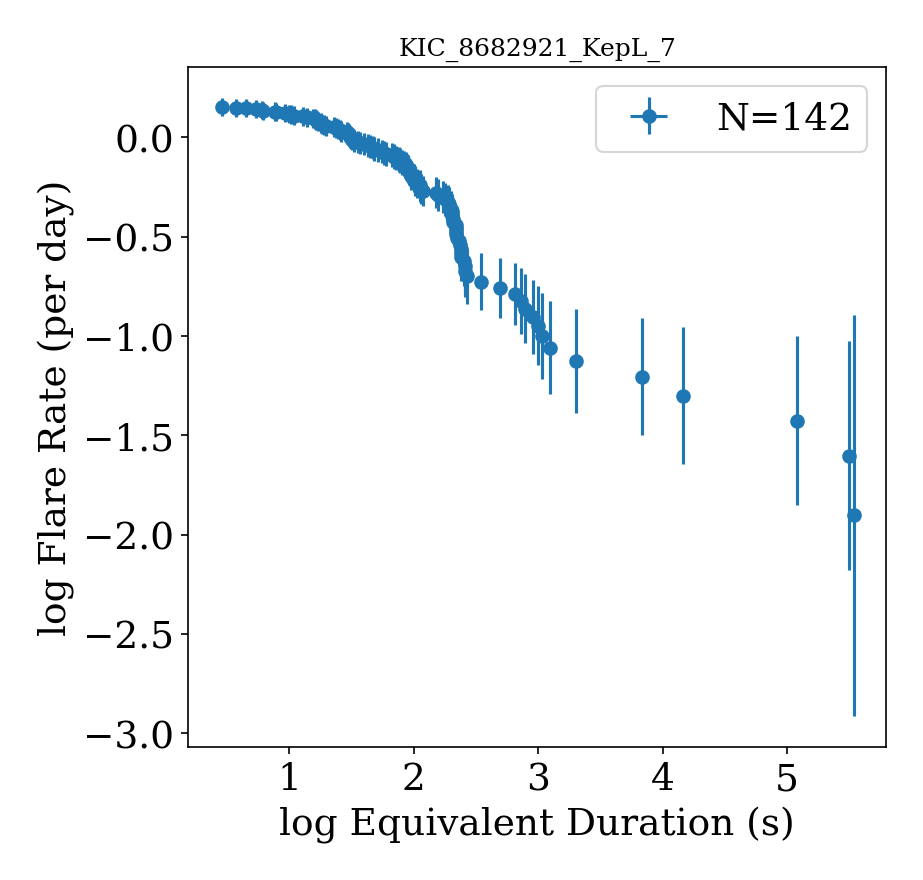 KIC_8682921_KepL_7
N=142
log Flare Rate (per day)
0.0
−0.5
−1.0
−1.5
−2.0
−2.5
−3.0
1 2 3 4 5
log Equivalent Duration (s)